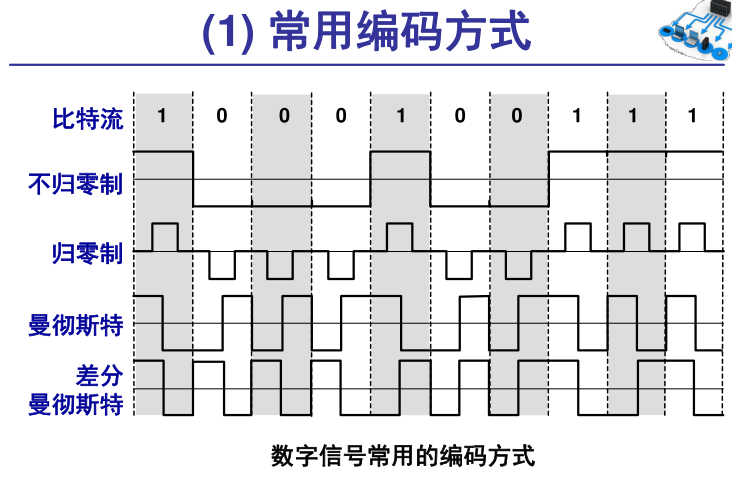 (1) 常用编码方式
比特流 1 0 0 0 1 0 0 1 1 1
不归零制
归零制
曼彻斯特
差分
曼彻斯特
数字信号常用的编码方式